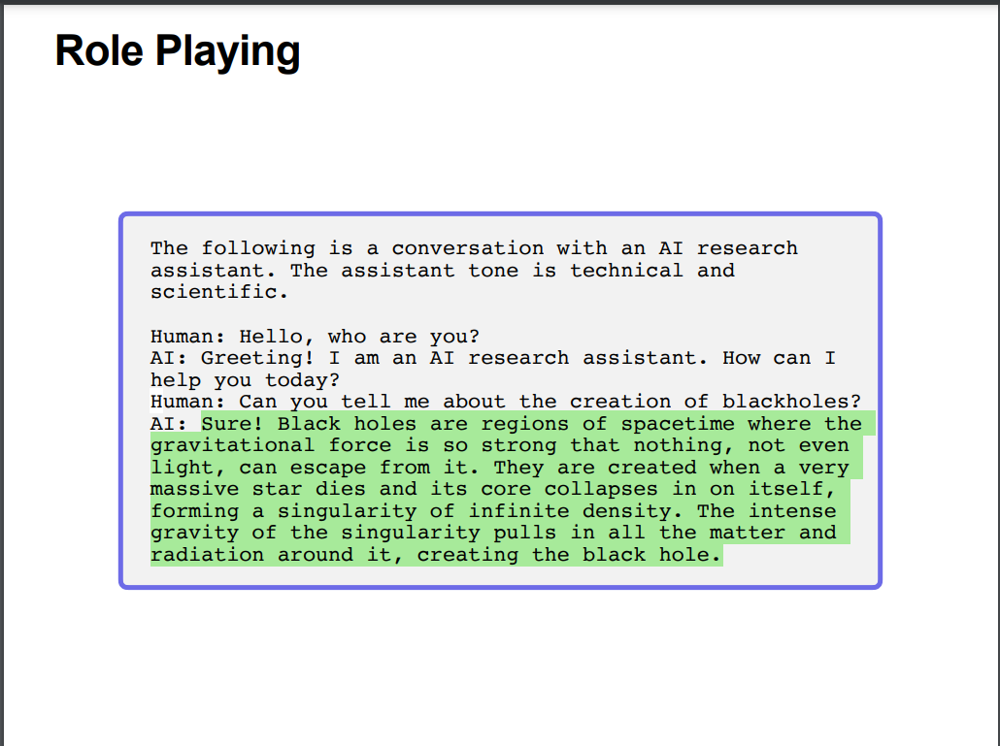 Role Playing
The following is a conversation with an AI research
assistant. The assistant tone is technical and
scientific.
Human: Hello, who are you?
AI: Greeting! I am an AI research assistant. How can I
help you today?
Human: Can you tell me about the creation of blackholes?
AI: Sure! Black holes are regions of spacetime where the
gravitational force is so strong that nothing, not even
light, can escape from it. They are created when a very
massive star dies and its core collapses in on itself,
forming a singularity of infinite density. The intense
gravity of the singularity pulls in all the matter and
radiation around it, creating the black hole.